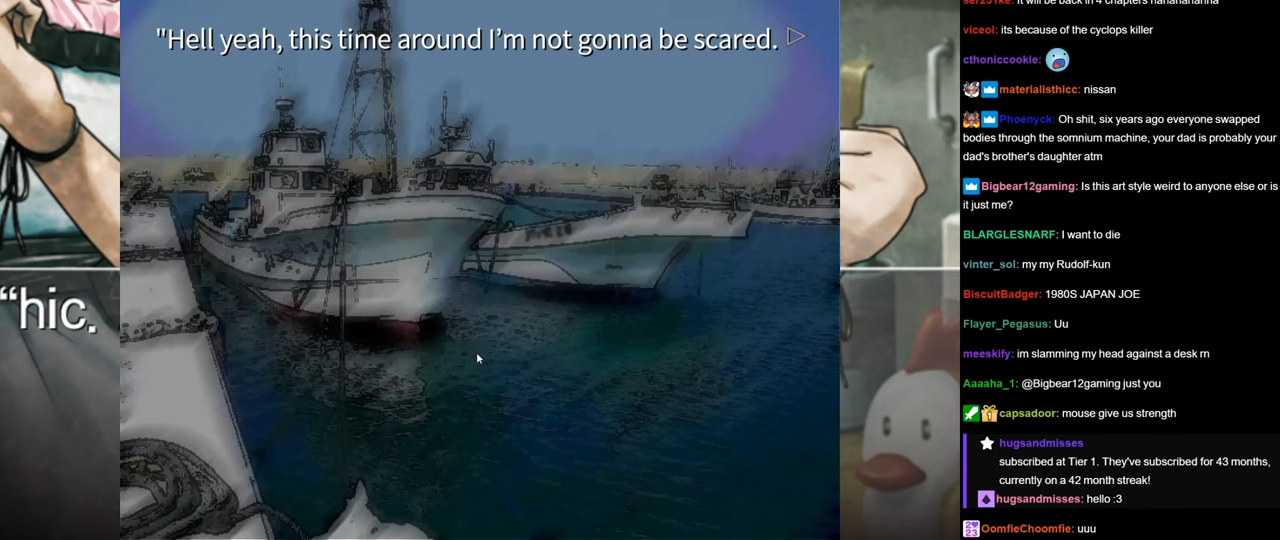 "Hell yeah, this time around I'm not gonna be scared.
“hic.
viceol: its because of the cyclops killer
cthoniccookie:
materialisthicc: nissan
Phoenyck: Oh shit, six years ago everyone swapped
bodies through the somnium machine, your dad is probably your
dad's brother's daughter atm
Bigbear12gaming: Is this art style weird to anyone else or is
it just me?
BLARGLESNARF: I want to die
vinter_sol: my my Rudolf-kun
BiscuitBadger: 1980S JAPAN JOE
Flayer_Pegasus: Uu
meeskify: im slamming my head against a desk rn
Aaaaha_1: @Bigbear12gaming just you
capsadoor: mouse give us strength
hugsandmisses
subscribed at Tier 1. They've subscribed for 43 months,
currently on a 42 month streak!
hugsandmisses: hello :3
OomfieChoomfie: uuu